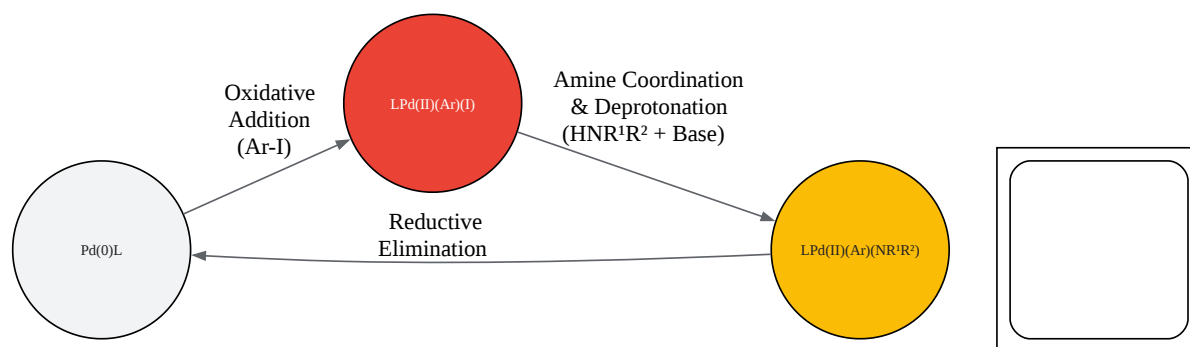 LPd(II)(Ar)(I)
Oxidative
Addition
(Ar-I)
Amine Coordination
& Deprotonation
(HNR¹R² + Base)
Pd(0)L
Reductive
Elimination
LPd(II)(Ar)(NR¹R²)